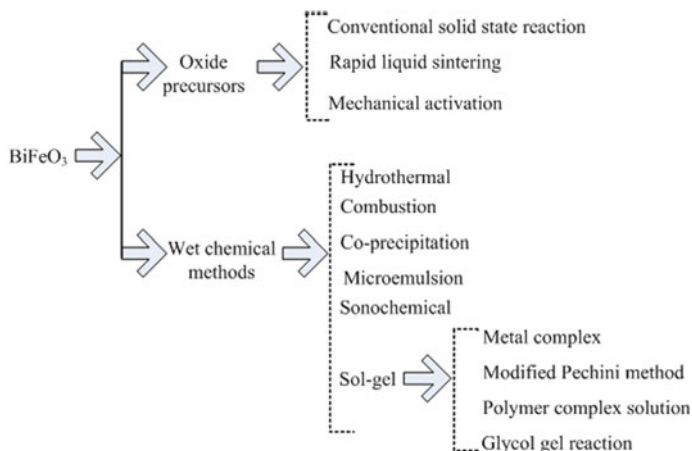 BiFeO₃
Oxide
precursors
Conventional solid state reaction
Rapid liquid sintering
Mechanical activation
Wet chemical
methods
Hydrothermal
Combustion
Co-precipitation
Microemulsion
Sonochemical
Sol-gel
Metal complex
Modified Pechini method
Polymer complex solution
Glycol gel reaction